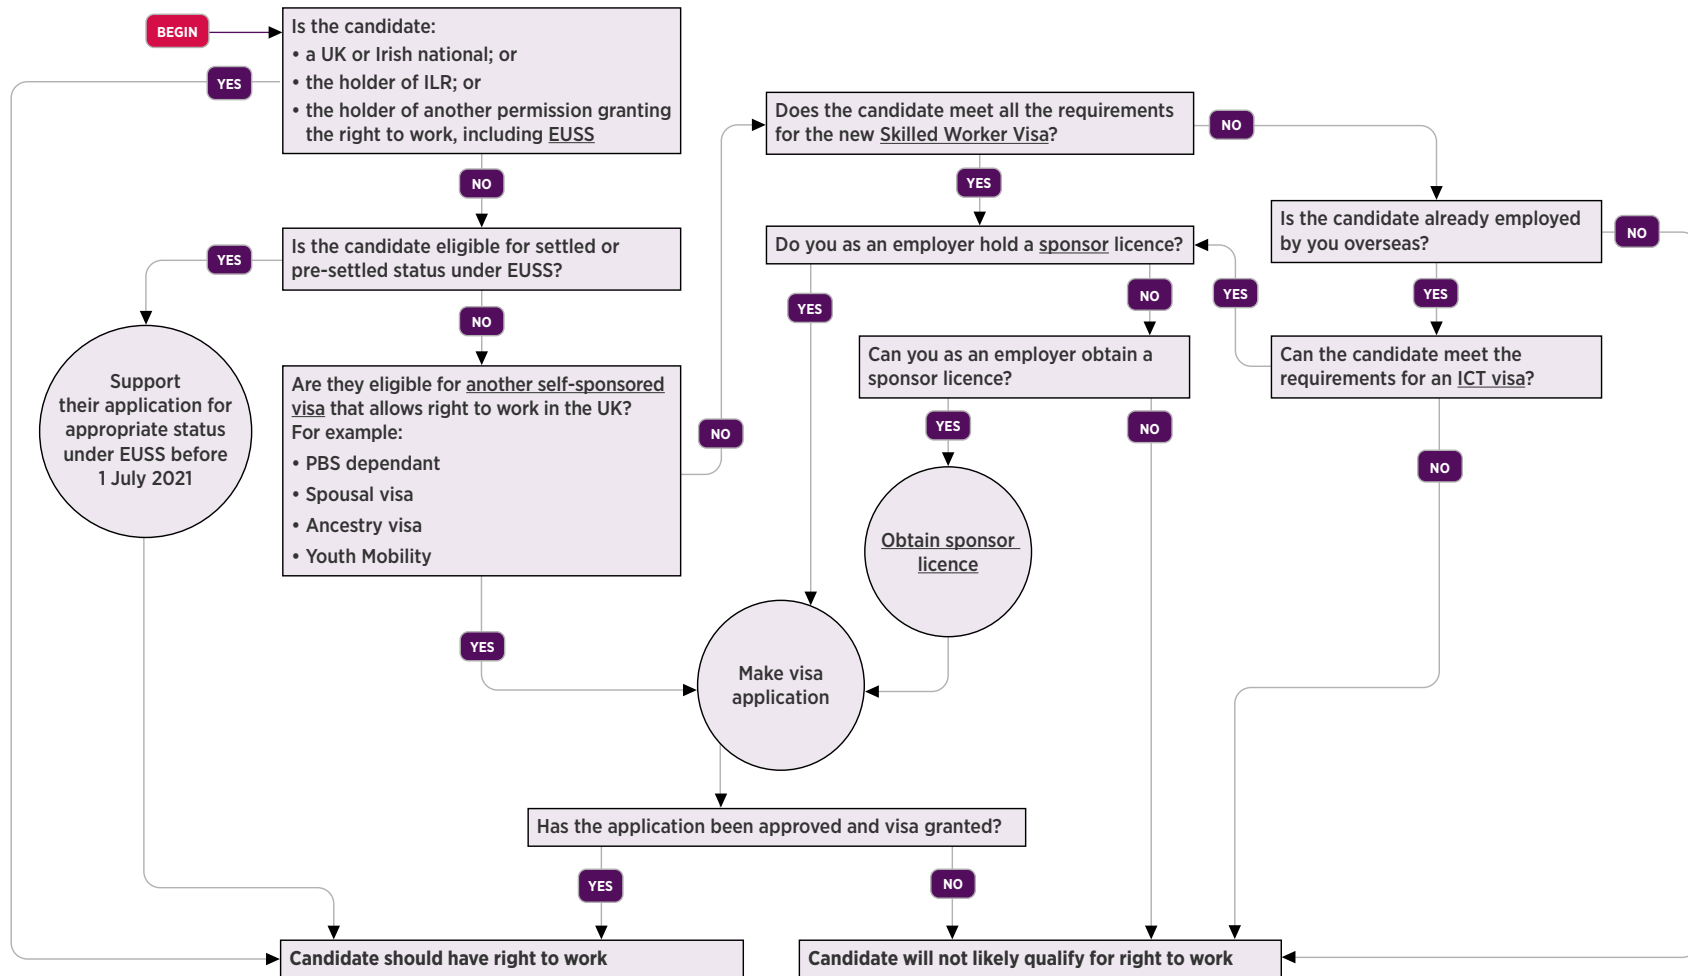 BEGIN
Is the candidate:
• a UK or Irish national; or
• the holder of ILR; or
• the holder of another permission granting
the right to work, including EUSS
YES
NO
Is the candidate eligible for settled or
pre-settled status under EUSS?
YES
NO
Support
their application for
appropriate status
under EUSS before
1 July 2021
Are they eligible for another self-sponsored
visa that allows right to work in the UK?
For example:
• PBS dependant
• Spousal visa
• Ancestry visa
• Youth Mobility
NO
YES
Does the candidate meet all the requirements
for the new Skilled Worker Visa?
NO
YES
Do you as an employer hold a sponsor licence?
YES
NO
Can you as an employer obtain a
sponsor licence?
YES
NO
Obtain sponsor
licence
Is the candidate already employed
by you overseas?
NO
YES
YES
Can the candidate meet the
requirements for an ICT visa?
NO
Make visa
application
Has the application been approved and visa granted?
YES
NO
Candidate should have right to work
Candidate will not likely qualify for right to work